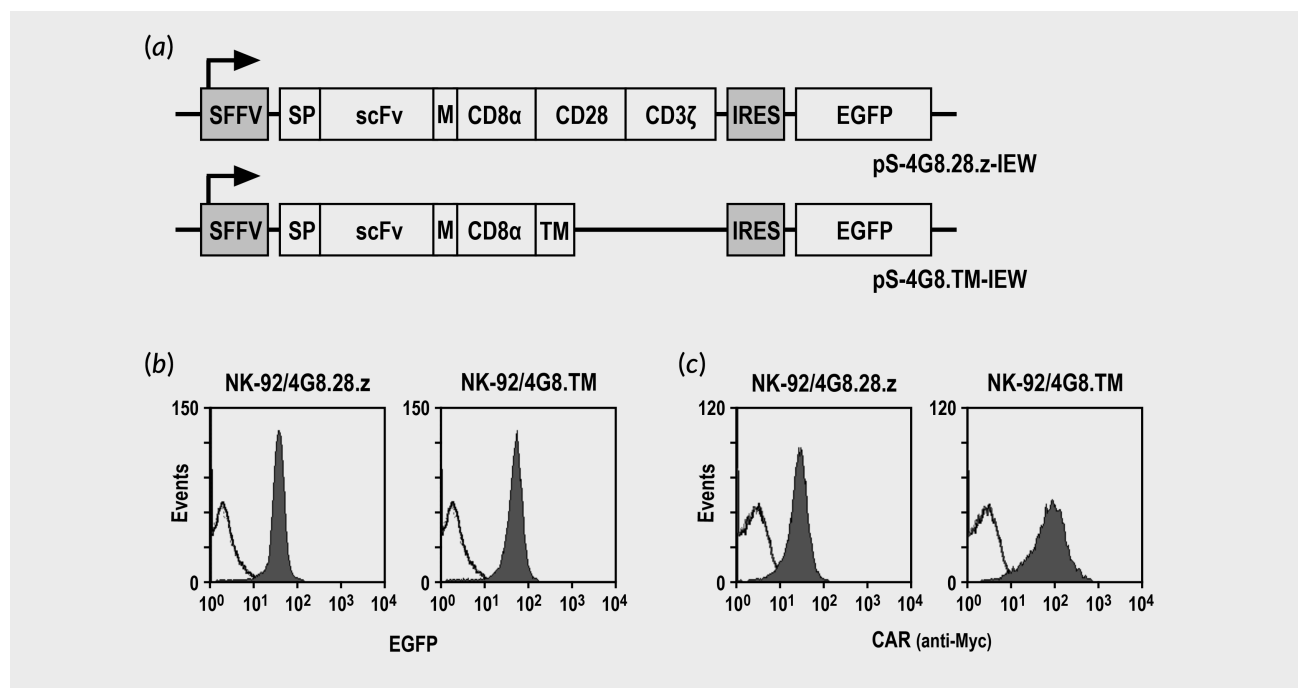 (a)
SFFV SP scFv M CD8α CD28 CD3ζ IRES EGFP
pS-4G8.28.z-IEW
SFFV SP scFv M CD8α TM IRES EGFP
pS-4G8.TM-IEW
(b)
NK-92/4G8.28.z NK-92/4G8.TM
150 150
Events
0 0
10⁰ 10¹ 10² 10³ 10⁴ 10⁰ 10¹ 10² 10³ 10⁴
EGFP
(c)
NK-92/4G8.28.z NK-92/4G8.TM
120 120
Events
0 0
10⁰ 10¹ 10² 10³ 10⁴ 10⁰ 10¹ 10² 10³ 10⁴
CAR (anti-Myc)